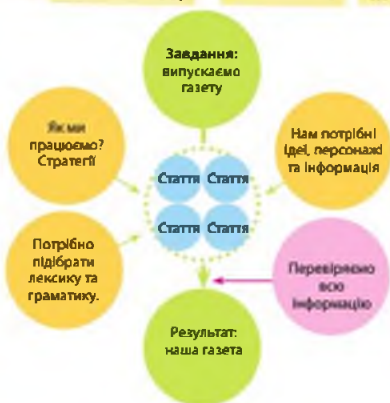 Завдання:
випускаємо
газету
Як ми
працюємо?
Стратегії
Нам потрібні
ідеї, персонажі
та інформація
Стаття Стаття
Стаття Стаття
Потрібно
підібрати
лексику та
граматику.
Перевіряємо
всю
інформацію
Результат:
наша газета